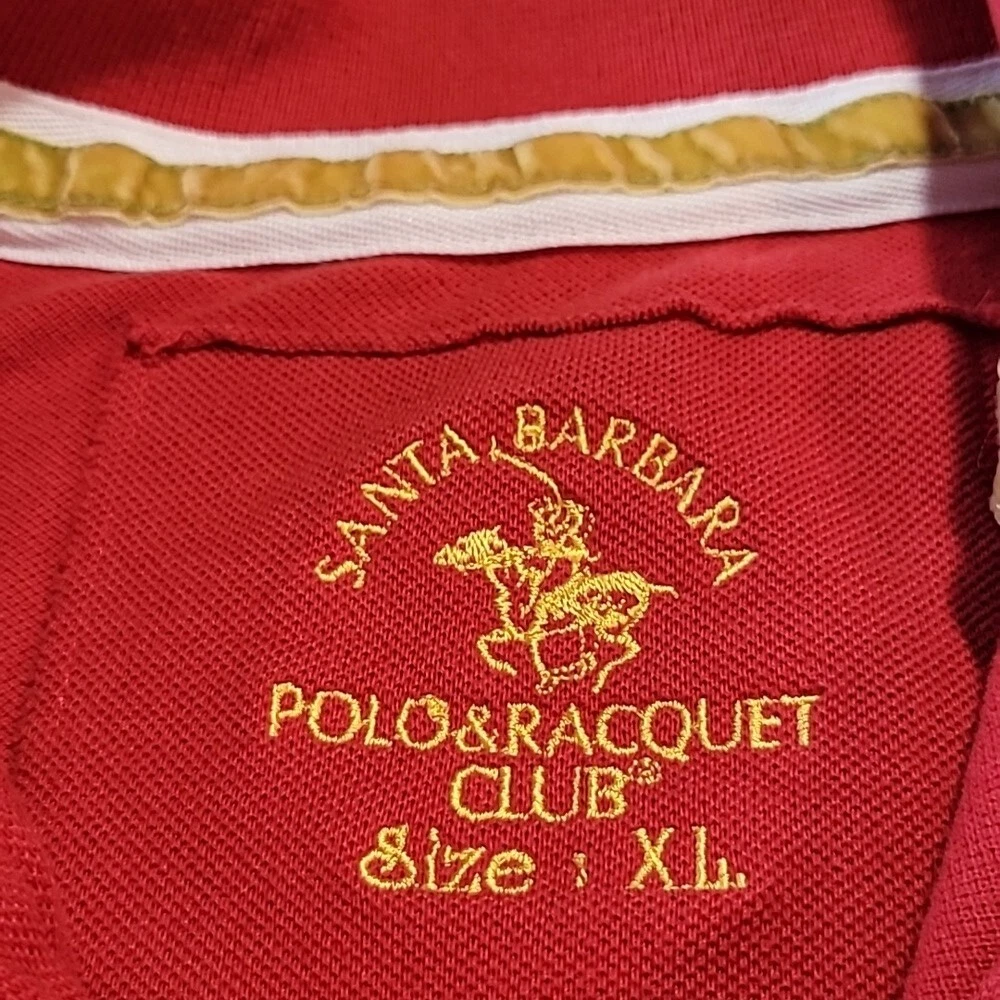 SANTA BARBARA
POLO&RACQUET
CLUB®
Size : XL